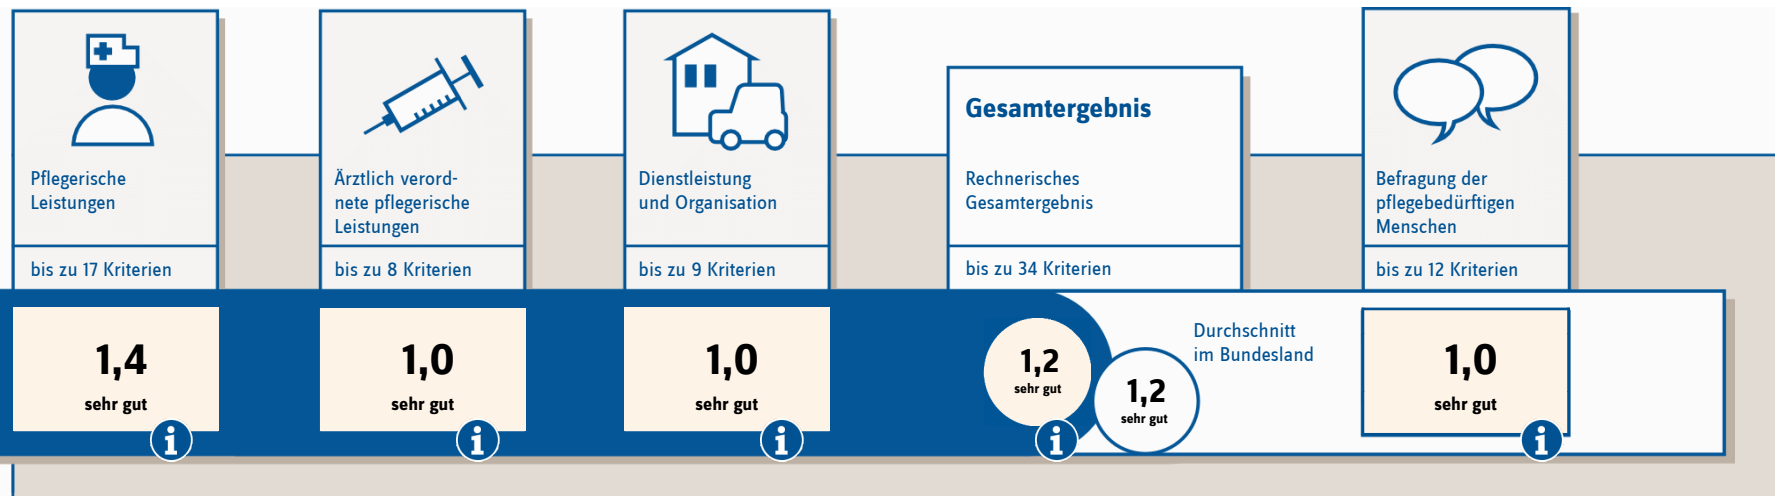 Pflegerische
Leistungen
bis zu 17 Kriterien
1,4
sehr gut
i
Ärztlich verord-
nete pflegerische
Leistungen
bis zu 8 Kriterien
1,0
sehr gut
i
Dienstleistung
und Organisation
bis zu 9 Kriterien
1,0
sehr gut
i
Gesamtergebnis
Rechnerisches
Gesamtergebnis
bis zu 34 Kriterien
1,2
sehr gut
i
Durchschnitt
im Bundesland
1,2
sehr gut
Befragung der
pflegebedürftigen
Menschen
bis zu 12 Kriterien
1,0
sehr gut
i